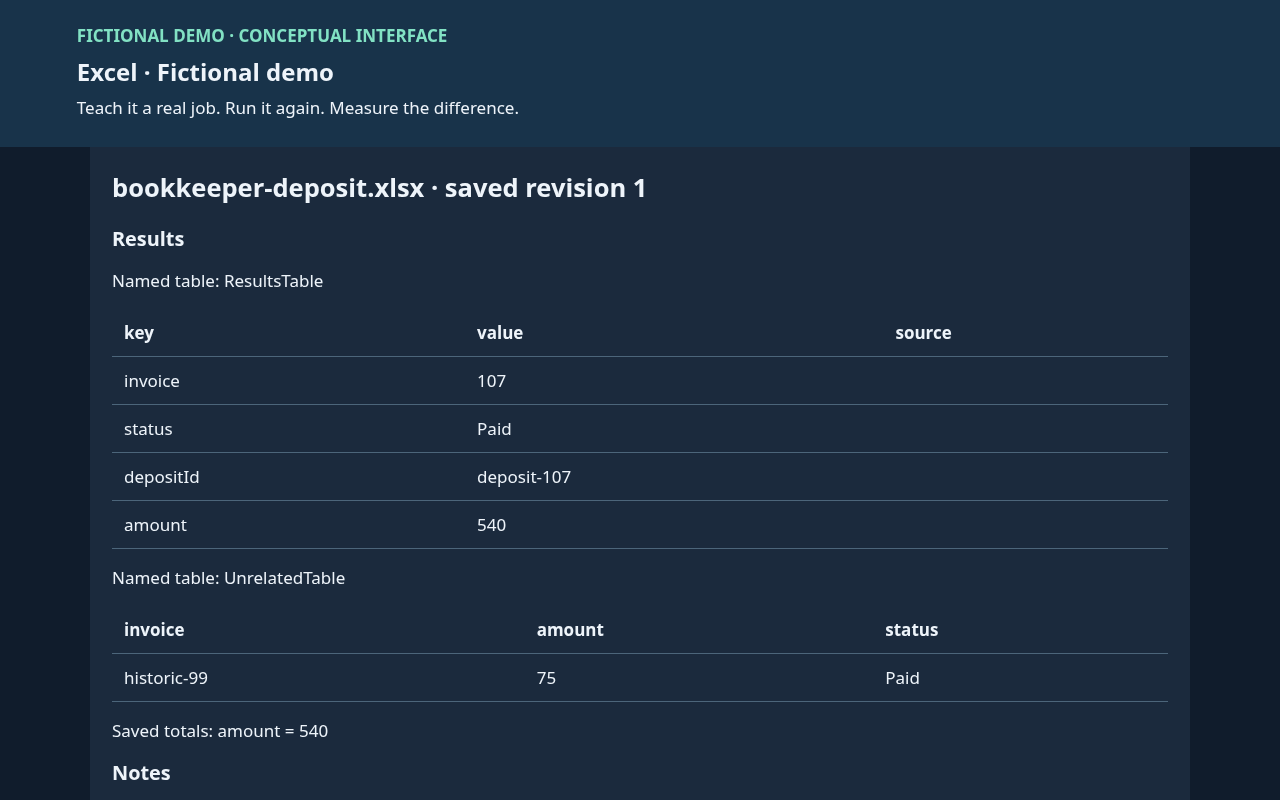 FICTIONAL DEMO · CONCEPTUAL INTERFACE
Excel · Fictional demo
Teach it a real job. Run it again. Measure the difference.
bookkeeper-deposit.xlsx · saved revision 1
Results
Named table: ResultsTable
key value source
invoice 107
status Paid
depositId deposit-107
amount 540
Named table: UnrelatedTable
invoice amount status
historic-99 75 Paid
Saved totals: amount = 540
Notes